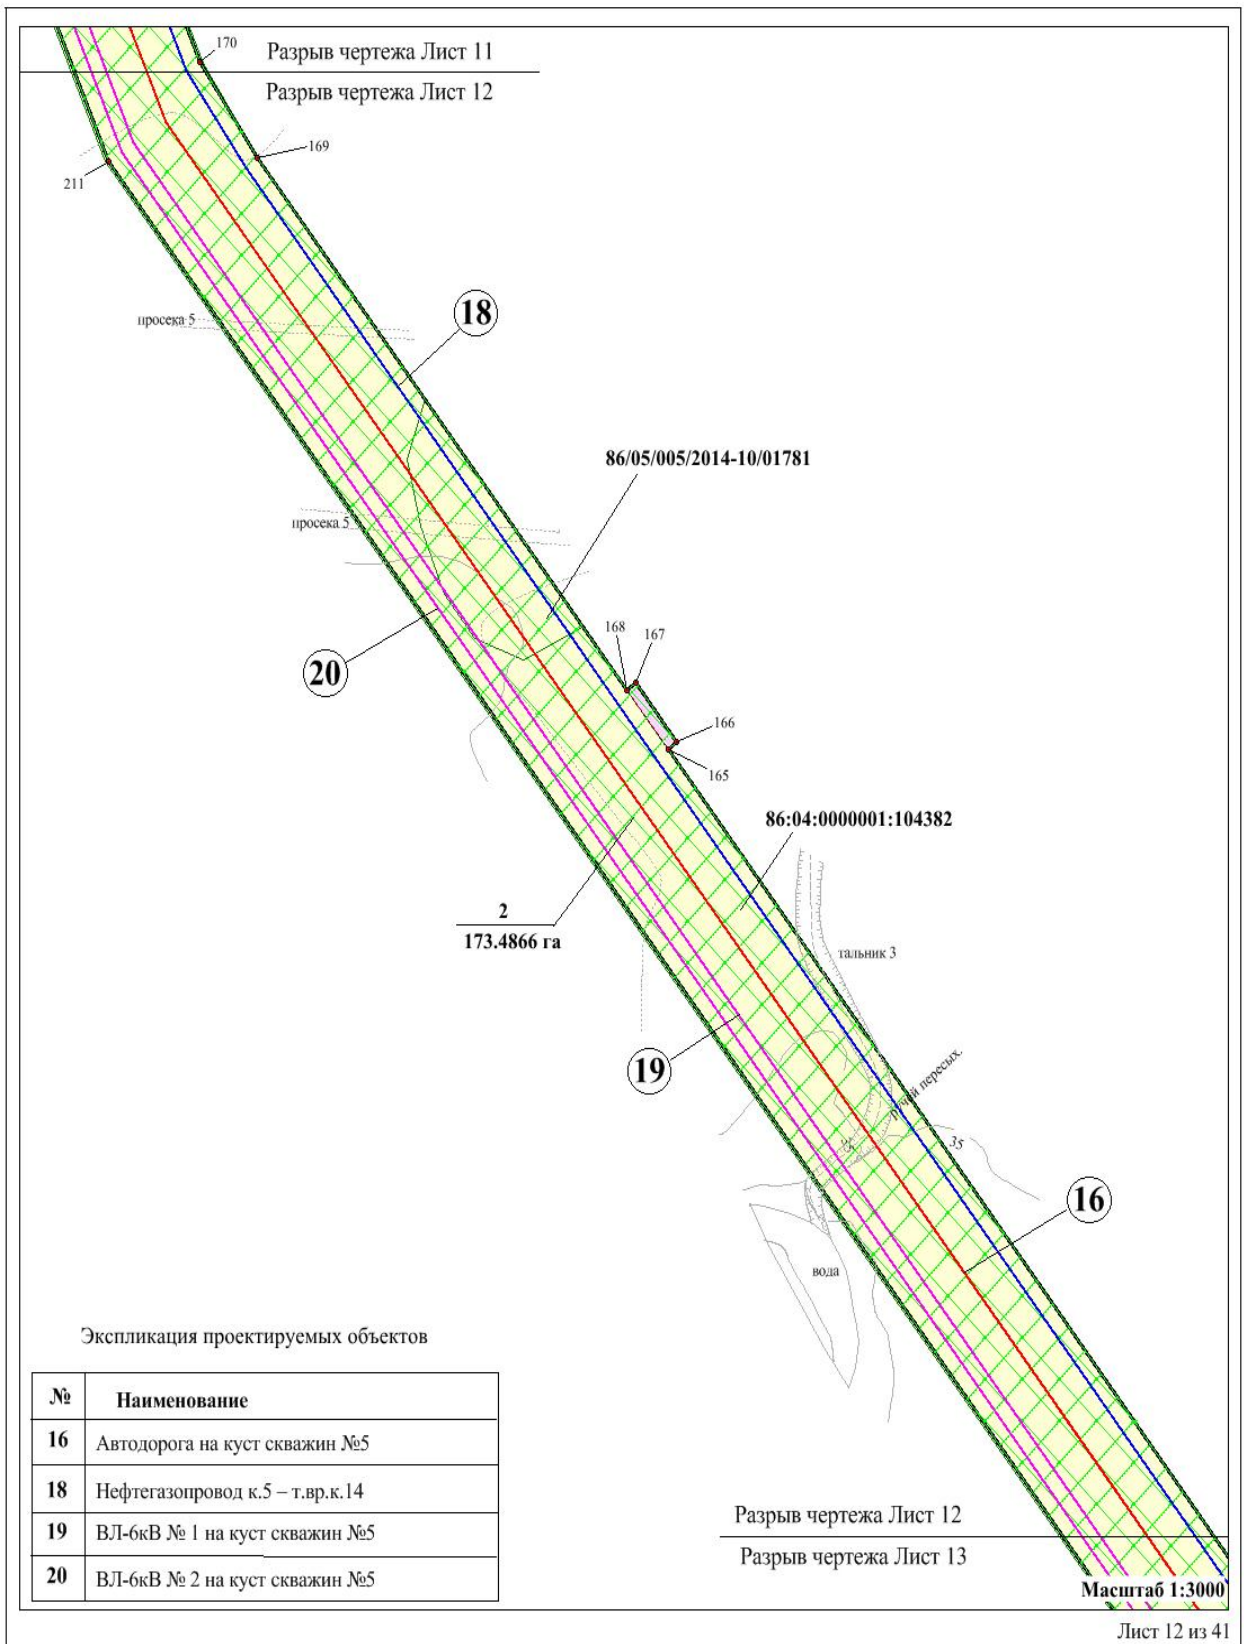 170
Разрыв чертежа Лист 11
Разрыв чертежа Лист 12
169
211
просека 5
18
86/05/005/2014-10/01781
просека 5
168
167
20
166
165
86:04:0000001:104382
2
173.4866 га
тальник 3
19
ручей пересых.
35
35
16
вода
Экспликация проектируемых объектов
№ Наименование
16 Автодорога на куст скважин №5
18 Нефтегазопровод к.5 – т.вр.к.14
19 ВЛ-6кВ № 1 на куст скважин №5
20 ВЛ-6кВ № 2 на куст скважин №5
Разрыв чертежа Лист 12
Разрыв чертежа Лист 13
Масштаб 1:3000
Лист 12 из 41